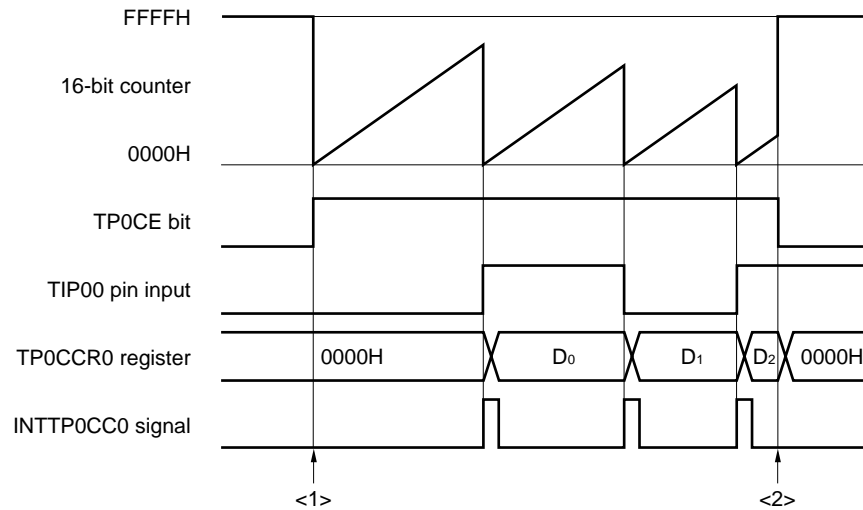 FFFFH
16-bit counter
0000H
TP0CE bit
TIP00 pin input
TP0CCR0 register
0000H
D0
D1
D2
0000H
INTTP0CC0 signal
<1>
<2>